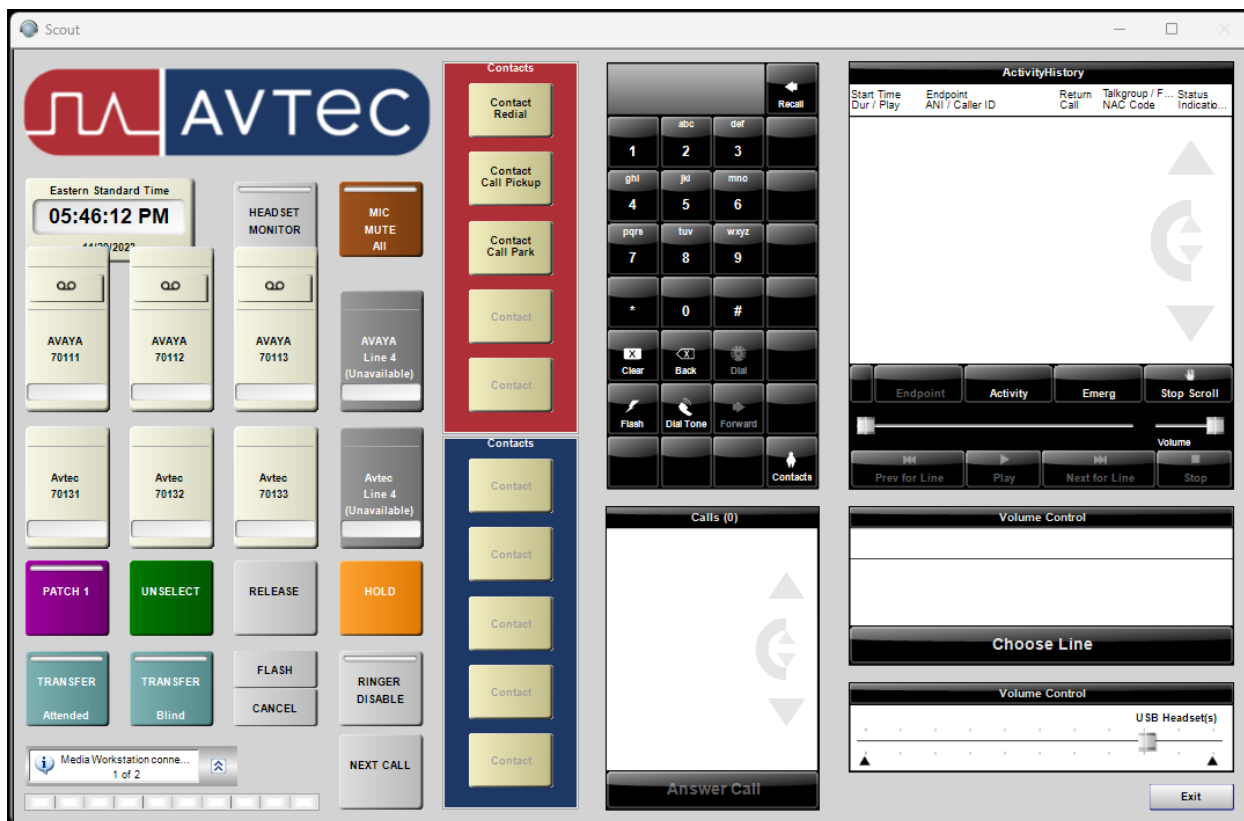 Scout
AVTEC
Eastern Standard Time
05:46:12 PM
HEADSET
MONITOR
MIC
MUTE
All
AVAYA
70111
AVAYA
70112
AVAYA
70113
AVAYA
Line 4
(Unavailable)
Avtec
70131
Avtec
70132
Avtec
70133
Avtec
Line 4
(Unavailable)
PATCH 1
UNSELECT
RELEASE
HOLD
TRANSFER
Attended
TRANSFER
Blind
FLASH
CANCEL
RINGER
DISABLE
Media Workstation conne...
1 of 2
NEXT CALL
Contacts
Contact
Redial
Contact
Call Pickup
Contact
Call Park
Contact
Contact
Contacts
Contact
Contact
Contact
Contact
Contact
Recall
1
abc
2
def
3
ghi
4
jkl
5
mno
6
pqrs
7
tuv
8
wxyz
9
*
0
#
X
Clear
X
Back
Dial
Flash
Dial Tone
Forward
Contacts
Calls (0)
Answer Call
ActivityHistory
Start Time Endpoint Return Talkgroup / F... Status
Dur / Play ANI / Caller ID Call NAC Code Indicatio...
Endpoint
Activity
Emerg
Stop Scroll
Volume
Prev for Line
Play
Next for Line
Stop
Volume Control
Choose Line
Volume Control
USB Headset(s)
Exit